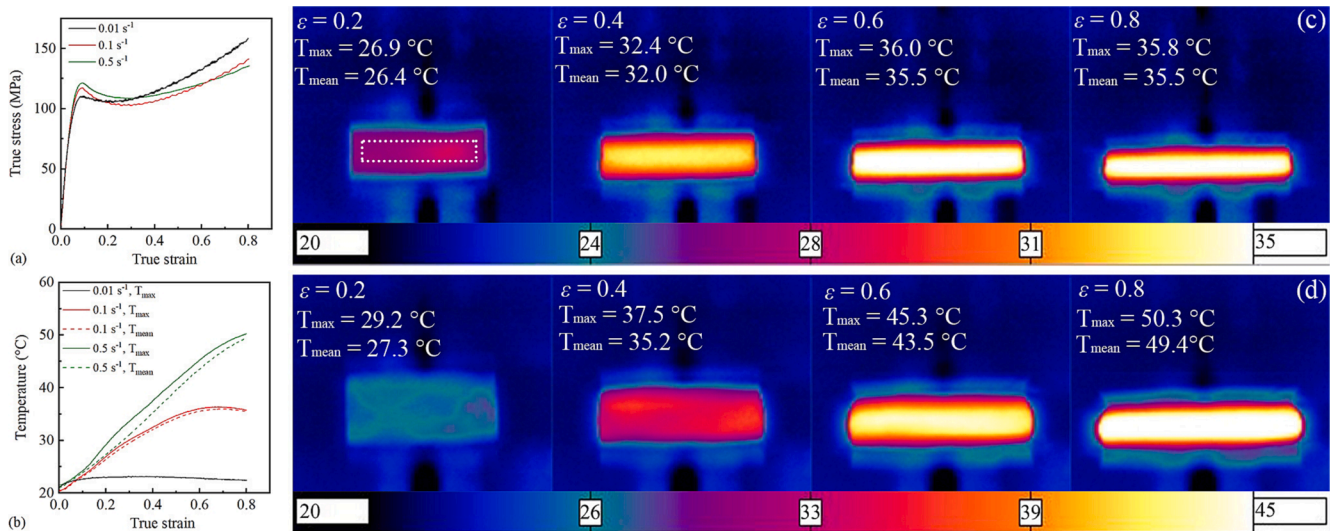 0.01 s⁻¹
0.1 s⁻¹
0.5 s⁻¹
150
100
50
0
0.0 0.2 0.4 0.6 0.8
True stress (MPa)
True strain
(a)
0.01 s⁻¹, Tmax
0.1 s⁻¹, Tmax
0.1 s⁻¹, Tmean
0.5 s⁻¹, Tmax
0.5 s⁻¹, Tmean
60
50
40
30
20
0.0 0.2 0.4 0.6 0.8
Temperature (°C)
True strain
(b)
ε = 0.2
Tmax = 26.9 °C
Tmean = 26.4 °C
ε = 0.4
Tmax = 32.4 °C
Tmean = 32.0 °C
ε = 0.6
Tmax = 36.0 °C
Tmean = 35.5 °C
ε = 0.8
(c)
Tmax = 35.8 °C
Tmean = 35.5 °C
20 24 28 31 35
ε = 0.2
Tmax = 29.2 °C
Tmean = 27.3 °C
ε = 0.4
Tmax = 37.5 °C
Tmean = 35.2 °C
ε = 0.6
Tmax = 45.3 °C
Tmean = 43.5 °C
ε = 0.8
(d)
Tmax = 50.3 °C
Tmean = 49.4°C
20 26 33 39 45